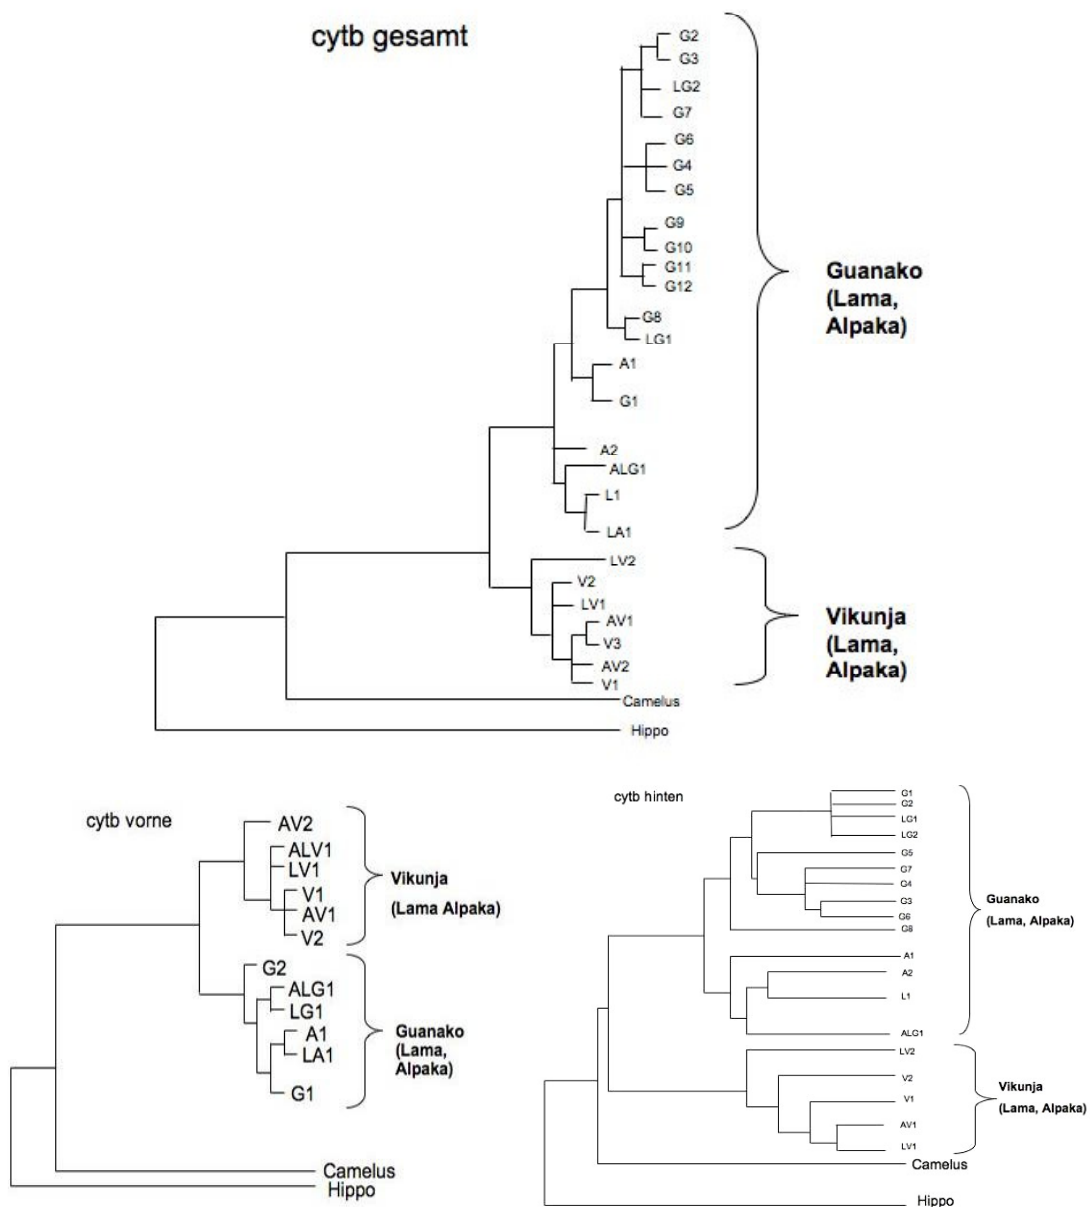 cytb gesamt
G2
G3
LG2
G7
G6
G4
G5
G9
G10
G11
G12
G8
LG1
A1
G1
A2
ALG1
L1
LA1
Guanako
(Lama,
Alpaka)
LV2
V2
LV1
AV1
V3
AV2
V1
Camelus
Hippo
Vikunja
(Lama,
Alpaka)
cytb vorne
AV2
ALV1
LV1
V1
AV1
V2
Vikunja
(Lama Alpaka)
G2
ALG1
LG1
A1
LA1
G1
Guanako
(Lama,
Alpaka)
Camelus
Hippo
cytb hinten
G1
G2
LG1
LG2
G5
G7
G4
G3
G6
G8
A1
A2
L1
ALG1
Guanako
(Lama, Alpaka)
LV2
V2
V1
AV1
LV1
Vikunja
(Lama, Alpaka)
Camelus
Hippo